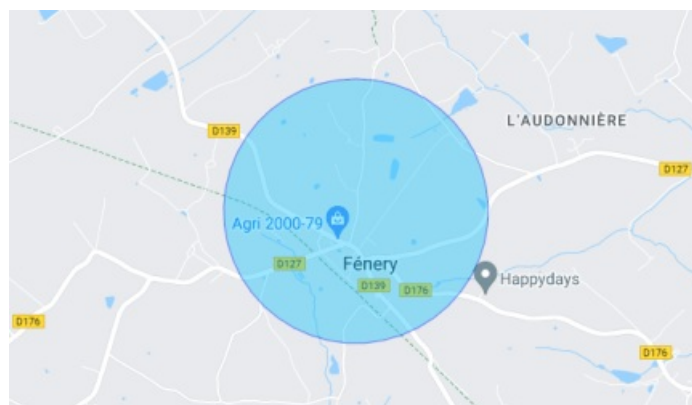 L'AUDONNIÈRE
D139
D127
Agri 2000-79
D127
Fénery
D139
D176
Happydays
D176
D176